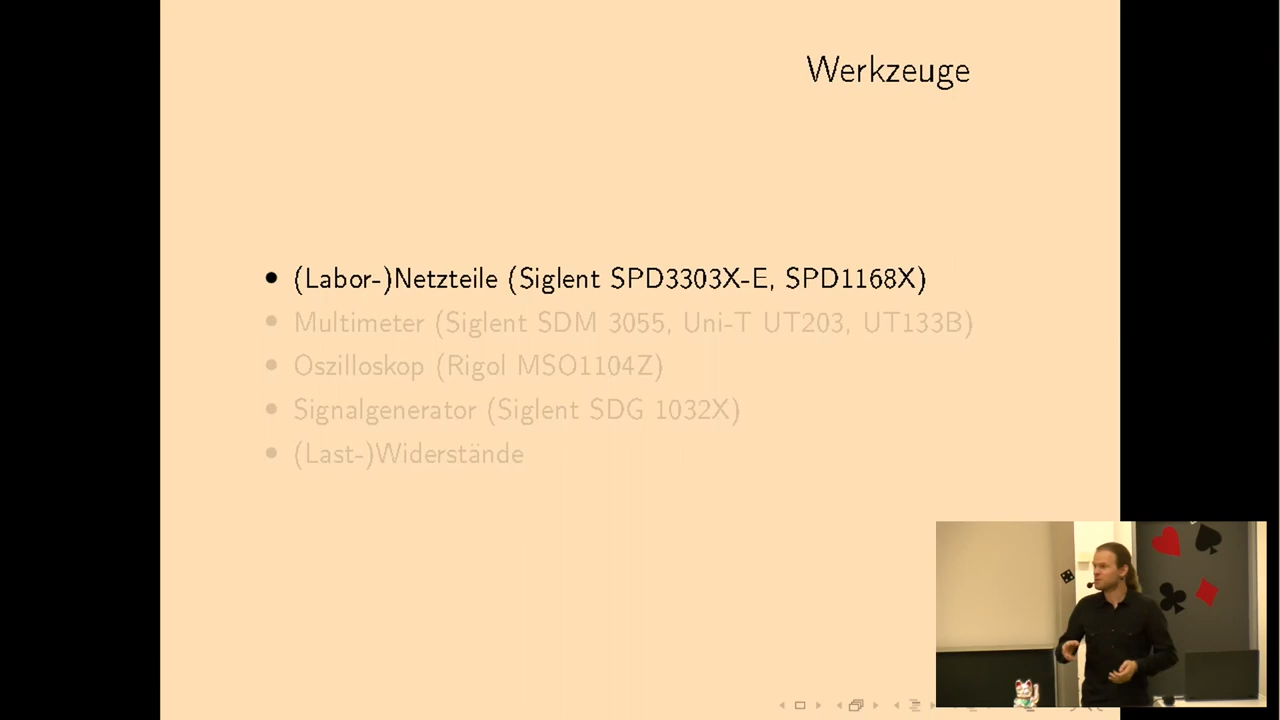 Werkzeuge
(Labor-)Netzteile (Siglent SPD3303X-E, SPD1168X)
Multimeter (Siglent SDM 3055, Uni-T UT203, UT133B)
Oszilloskop (Rigol MSO1104Z)
Signalgenerator (Siglent SDG 1032X)
(Last-)Widerstände